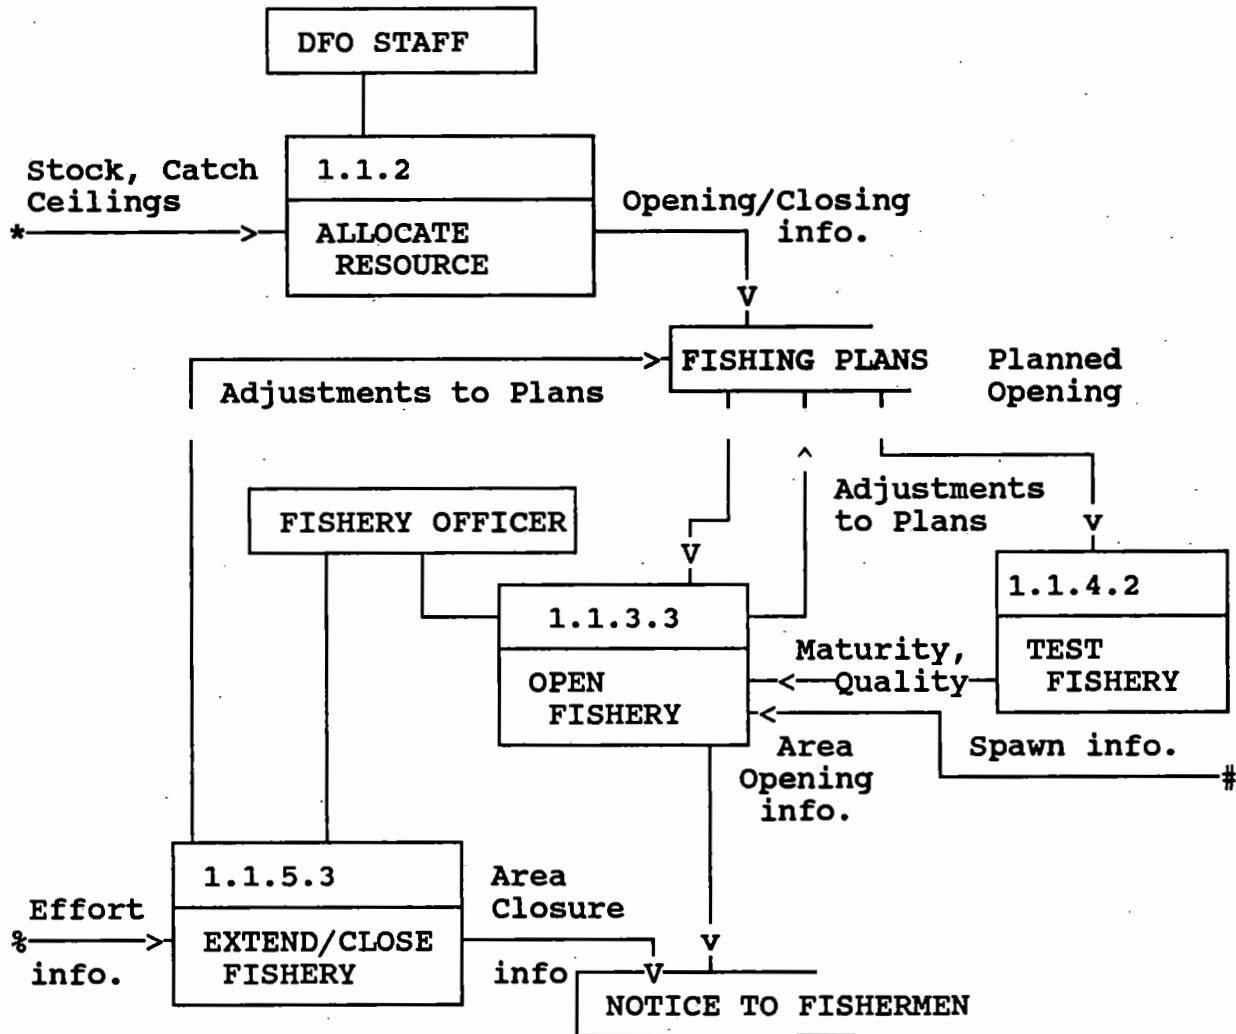 DFO STAFF
1.1.2
Stock, Catch
Ceilings
*
ALLOCATE
RESOURCE
Opening/Closing
info.
FISHING PLANS
Planned
Opening
Adjustments to Plans
FISHERY OFFICER
Adjustments
to Plans
1.1.4.2
TEST
FISHERY
1.1.3.3
OPEN
FISHERY
Maturity,
Quality
Spawn info.
#
Area
Opening
info.
1.1.5.3
EXTEND/CLOSE
FISHERY
Effort
%
info.
Area
Closure
info
NOTICE TO FISHERMEN